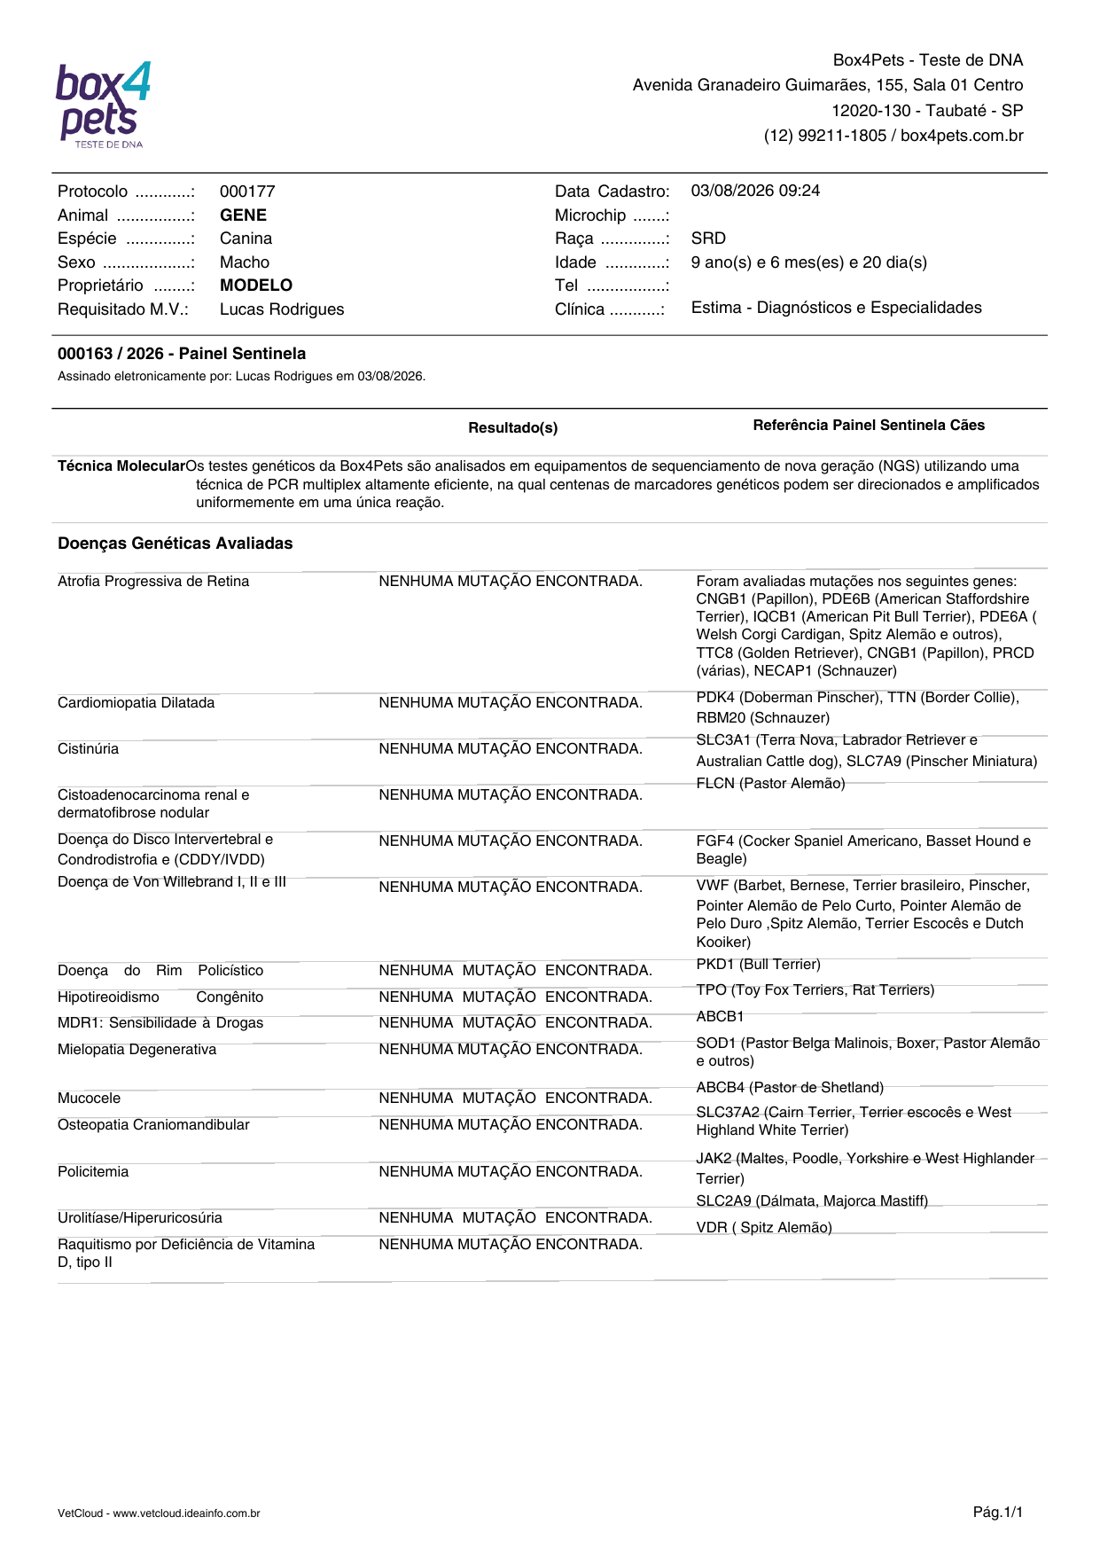 box4
pets
TESTE DE DNA
Box4Pets - Teste de DNA
Avenida Granadeiro Guimarães, 155, Sala 01 Centro
12020-130 - Taubaté - SP
(12) 99211-1805 / box4pets.com.br
Protocolo ............: 000177 Data Cadastro: 03/08/2026 09:24
Animal ................: GENE Microchip .......:
Espécie ..............: Canina Raça ..............: SRD
Sexo ...................: Macho Idade .............: 9 ano(s) e 6 mes(es) e 20 dia(s)
Proprietário ........: MODELO Tel .................:
Requisitado M.V.: Lucas Rodrigues Clínica ...........: Estima - Diagnósticos e Especialidades
000163 / 2026 - Painel Sentinela
Assinado eletronicamente por: Lucas Rodrigues em 03/08/2026.
Resultado(s) Referência Painel Sentinela Cães
Técnica MolecularOs testes genéticos da Box4Pets são analisados em equipamentos de sequenciamento de nova geração (NGS) utilizando uma
técnica de PCR multiplex altamente eficiente, na qual centenas de marcadores genéticos podem ser direcionados e amplificados
uniformemente em uma única reação.
Doenças Genéticas Avaliadas
Atrofia Progressiva de Retina NENHUMA MUTAÇÃO ENCONTRADA. Foram avaliadas mutações nos seguintes genes:
CNGB1 (Papillon), PDE6B (American Staffordshire
Terrier), IQCB1 (American Pit Bull Terrier), PDE6A (
Welsh Corgi Cardigan, Spitz Alemão e outros),
TTC8 (Golden Retriever), CNGB1 (Papillon), PRCD
(várias), NECAP1 (Schnauzer)
Cardiomiopatia Dilatada NENHUMA MUTAÇÃO ENCONTRADA. PDK4 (Doberman Pinscher), TTN (Border Collie),
RBM20 (Schnauzer)
Cistinúria NENHUMA MUTAÇÃO ENCONTRADA. SLC3A1 (Terra Nova, Labrador Retriever e
Australian Cattle dog), SLC7A9 (Pinscher Miniatura)
Cistoadenocarcinoma renal e NENHUMA MUTAÇÃO ENCONTRADA. FLCN (Pastor Alemão)
dermatofibrose nodular
Doença do Disco Intervertebral e NENHUMA MUTAÇÃO ENCONTRADA. FGF4 (Cocker Spaniel Americano, Basset Hound e
Condrodistrofia e (CDDY/IVDD) Beagle)
Doença de Von Willebrand I, II e III NENHUMA MUTAÇÃO ENCONTRADA. VWF (Barbet, Bernese, Terrier brasileiro, Pinscher,
Pointer Alemão de Pelo Curto, Pointer Alemão de
Pelo Duro ,Spitz Alemão, Terrier Escocês e Dutch
Kooiker)
Doença do Rim Policístico NENHUMA MUTAÇÃO ENCONTRADA. PKD1 (Bull Terrier)
Hipotireoidismo Congênito NENHUMA MUTAÇÃO ENCONTRADA. TPO (Toy Fox Terriers, Rat Terriers)
MDR1: Sensibilidade à Drogas NENHUMA MUTAÇÃO ENCONTRADA. ABCB1
Mielopatia Degenerativa NENHUMA MUTAÇÃO ENCONTRADA. SOD1 (Pastor Belga Malinois, Boxer, Pastor Alemão
e outros)
Mucocele NENHUMA MUTAÇÃO ENCONTRADA. ABCB4 (Pastor de Shetland)
Osteopatia Craniomandibular NENHUMA MUTAÇÃO ENCONTRADA. SLC37A2 (Cairn Terrier, Terrier escocês e West
Highland White Terrier)
Policitemia NENHUMA MUTAÇÃO ENCONTRADA. JAK2 (Maltes, Poodle, Yorkshire e West Highlander
Terrier)
Urolitíase/Hiperuricosúria NENHUMA MUTAÇÃO ENCONTRADA. SLC2A9 (Dálmata, Majorca Mastiff)
Raquitismo por Deficiência de Vitamina NENHUMA MUTAÇÃO ENCONTRADA. VDR ( Spitz Alemão)
D, tipo II
VetCloud - www.vetcloud.ideainfo.com.br Pág.1/1